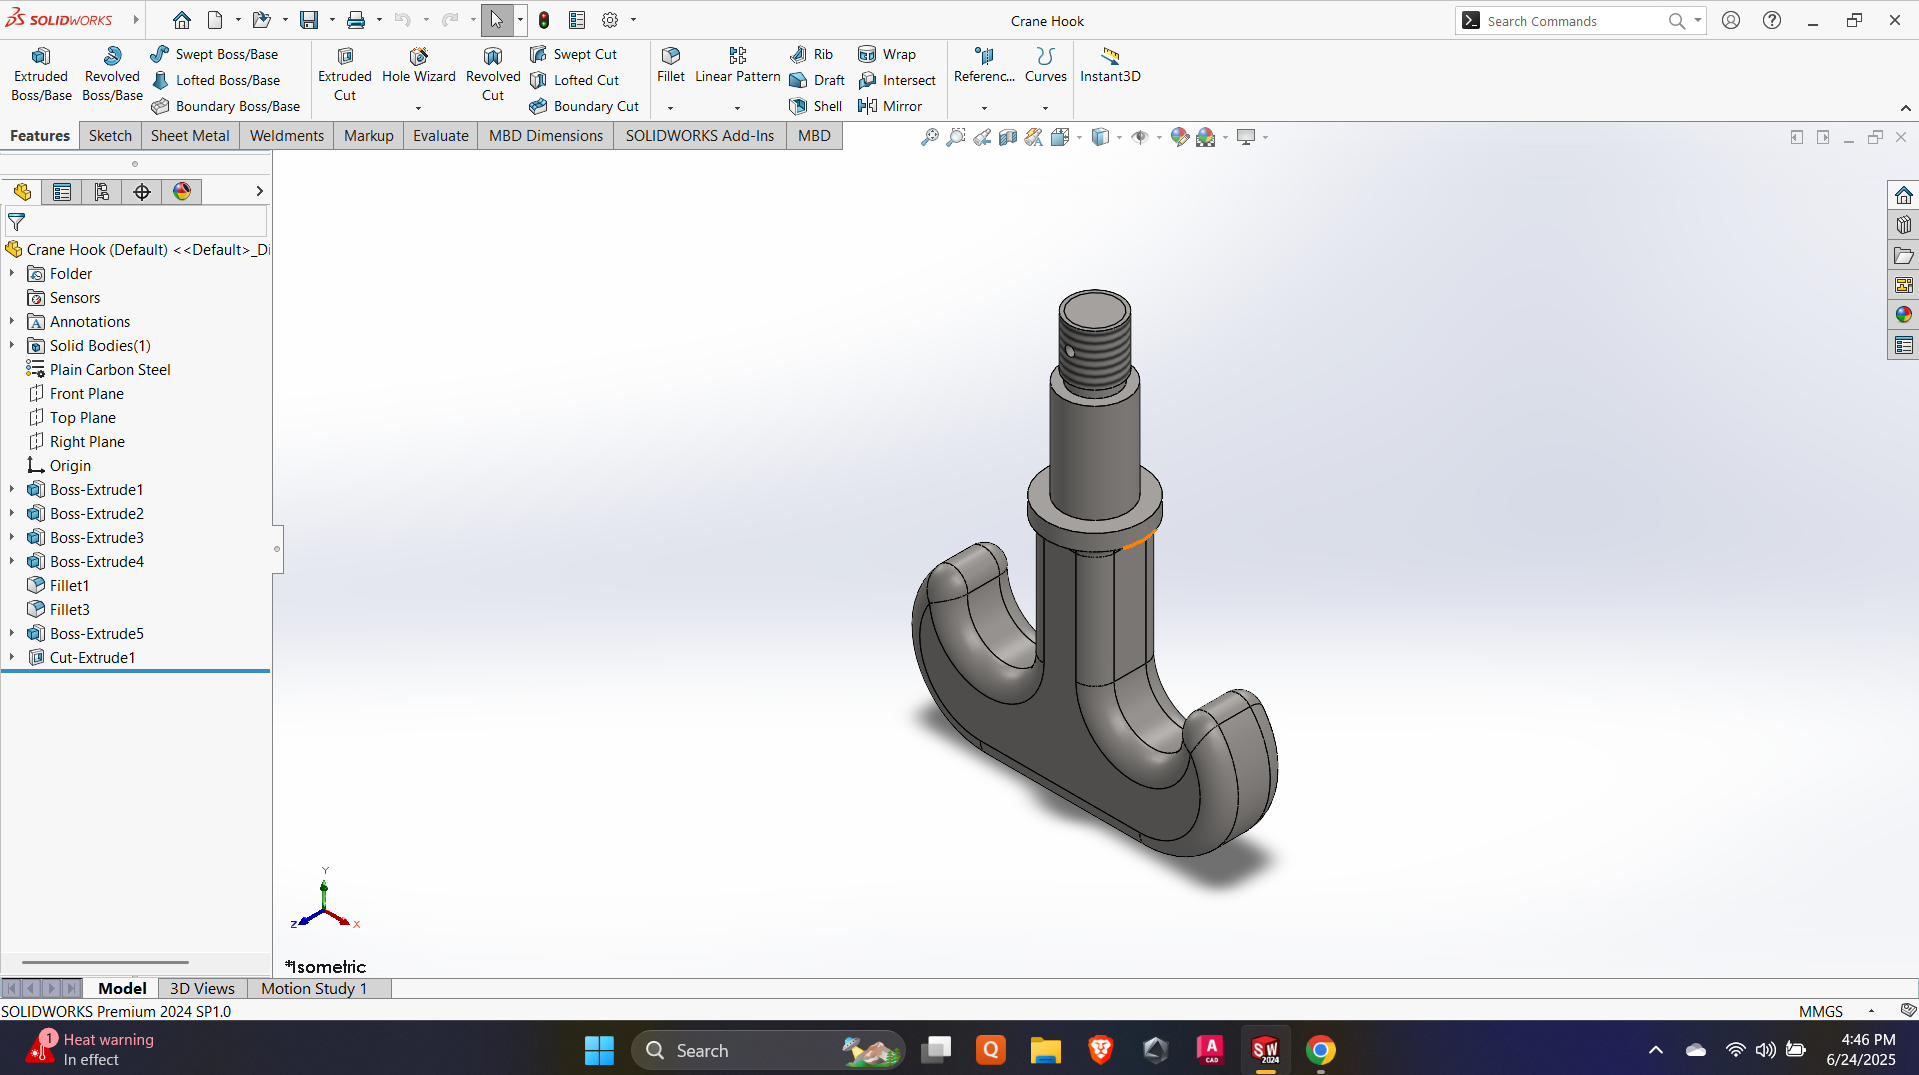 SOLIDWORKS
Crane Hook
Search Commands
Extruded Boss/Base
Revolved Boss/Base
Swept Boss/Base
Lofted Boss/Base
Boundary Boss/Base
Extruded Cut
Hole Wizard
Revolved Cut
Swept Cut
Lofted Cut
Boundary Cut
Fillet
Linear Pattern
Rib
Draft
Shell
Wrap
Intersect
Mirror
Referenc...
Curves
Instant3D
Features
Sketch
Sheet Metal
Weldments
Markup
Evaluate
MBD Dimensions
SOLIDWORKS Add-Ins
MBD
Crane Hook (Default) <<Default>_Di
Folder
Sensors
Annotations
Solid Bodies(1)
Plain Carbon Steel
Front Plane
Top Plane
Right Plane
Origin
Boss-Extrude1
Boss-Extrude2
Boss-Extrude3
Boss-Extrude4
Fillet1
Fillet3
Boss-Extrude5
Cut-Extrude1
Y
Z
X
*Isometric
Model
3D Views
Motion Study 1
SOLIDWORKS Premium 2024 SP1.0
MMGS
1
Heat warning
In effect
Search
Q
A
CAD
SW
2024
4:46 PM
6/24/2025